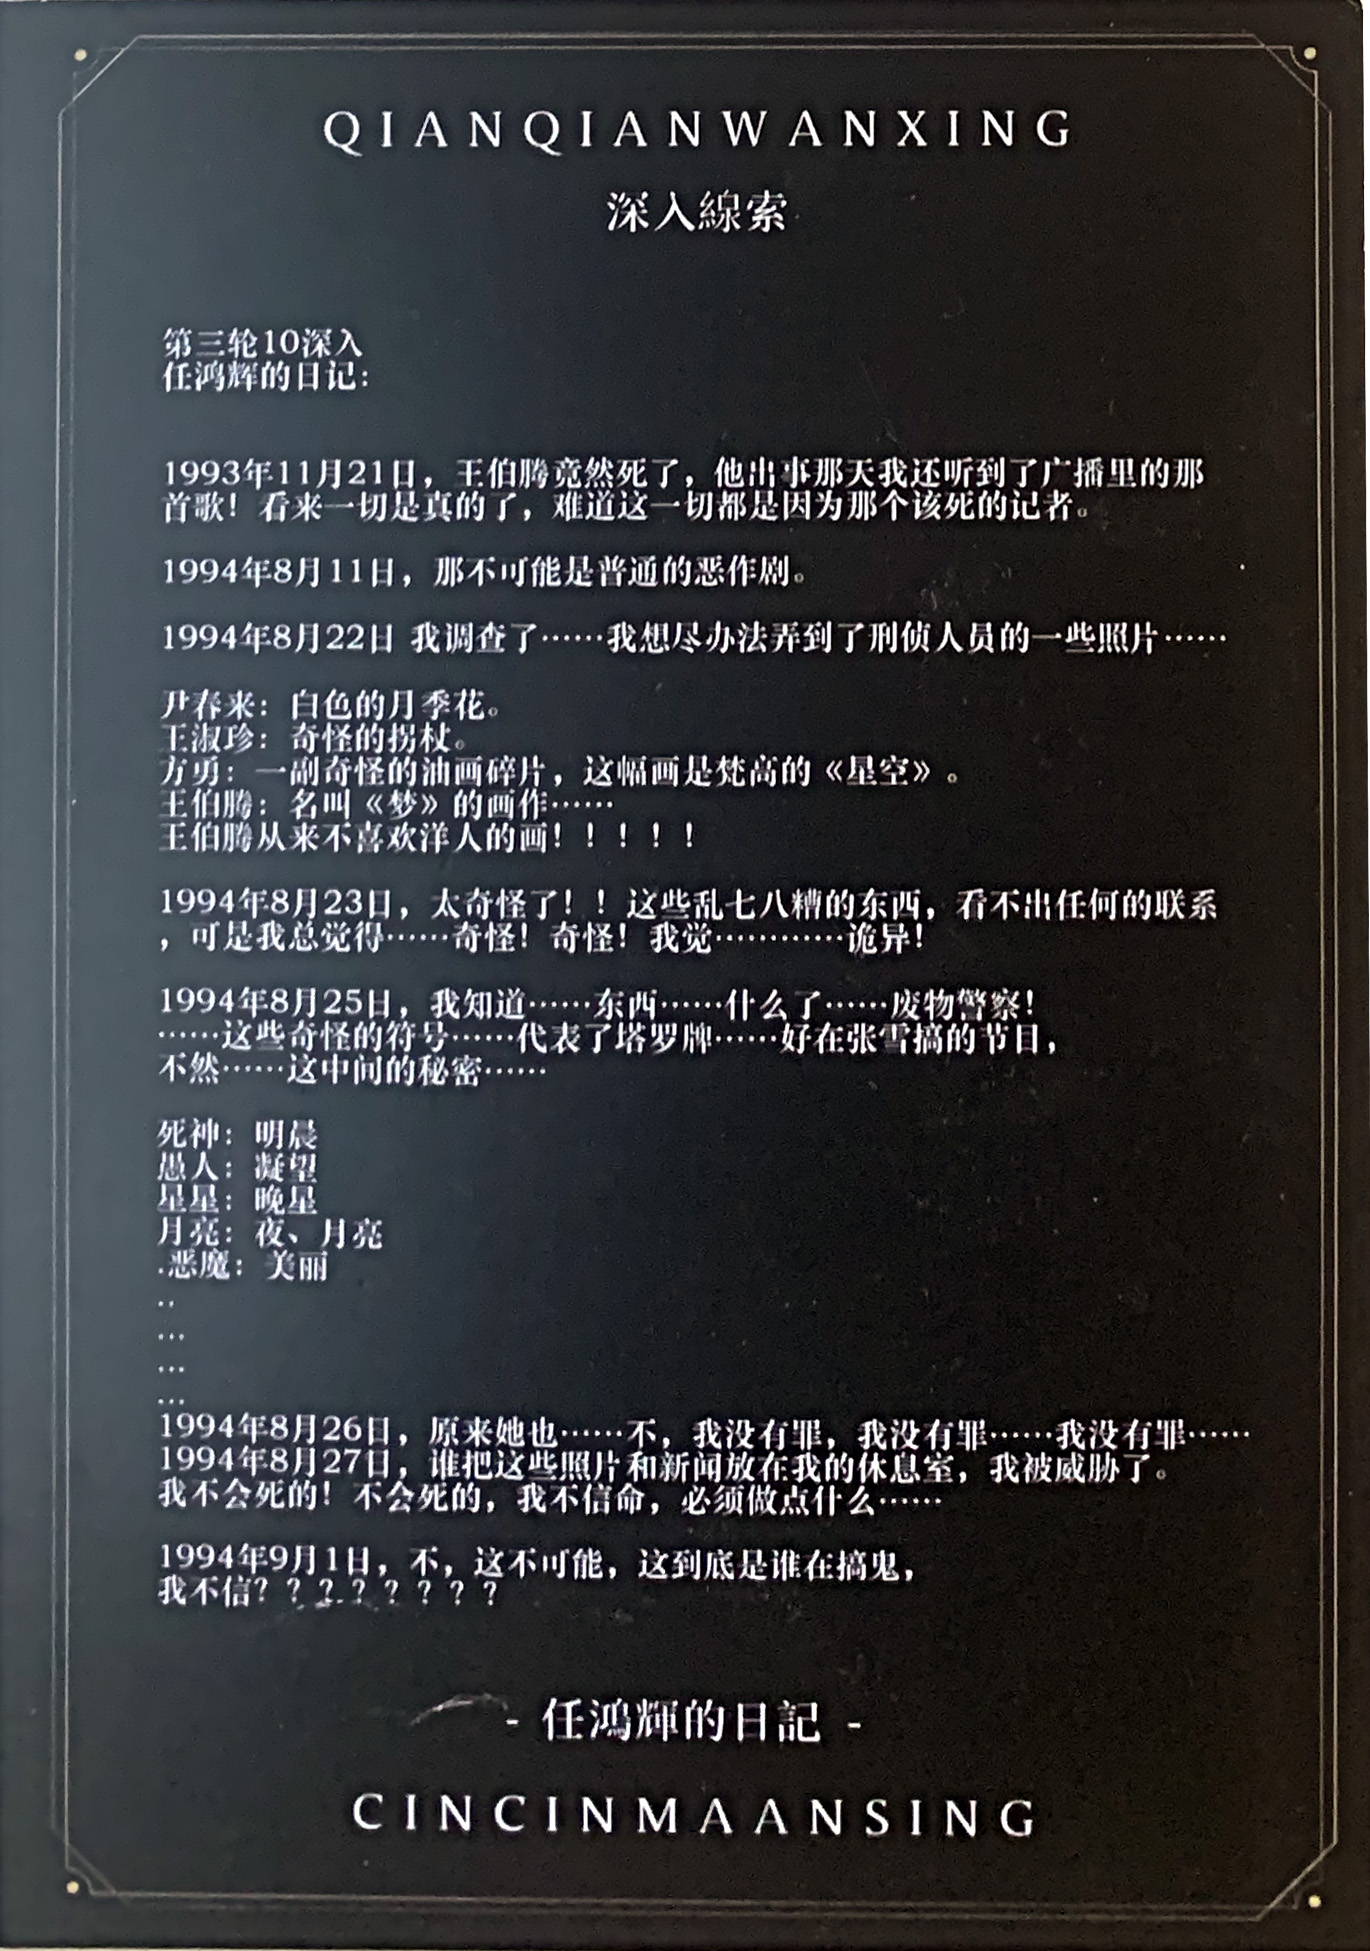 QIANQIANWANXING
深入線索
第三轮10深入
任鸿辉的日记：
1993年11月21日，王伯腾竟然死了，他出事那天我还听到了广播里的那
首歌！看来一切是真的了，难道这一切都是因为那个该死的记者。
1994年8月11日，那不可能是普通的恶作剧。
1994年8月22日 我调查了……我想尽办法弄到了刑侦人员的一些照片……
尹春来：白色的月季花。
王淑珍：奇怪的拐杖。
方勇：一副奇怪的油画碎片，这幅画是梵高的《星空》。
王伯腾：名叫《梦》的画作……
王伯腾从来不喜欢洋人的画！！！！！
1994年8月23日，太奇怪了！！这些乱七八糟的东西，看不出任何的联系
，可是我总觉得……奇怪！奇怪！我觉…………诡异！
1994年8月25日，我知道……东西……什么了……废物警察！
……这些奇怪的符号……代表了塔罗牌……好在张雪搞的节目，
不然……这中间的秘密……
死神：明晨
愚人：凝望
星星：晚星
月亮：夜、月亮
.恶魔：美丽
..
...
...
...
1994年8月26日，原来她也……不，我没有罪，我没有罪……我没有罪……
1994年8月27日，谁把这些照片和新闻放在我的休息室，我被威胁了。
我不会死的！不会死的，我不信命，必须做点什么……
1994年9月1日，不，这不可能，这到底是谁在搞鬼，
我不信？？？？？？？？
- 任鴻輝的日記 -
CINCINMAANSING